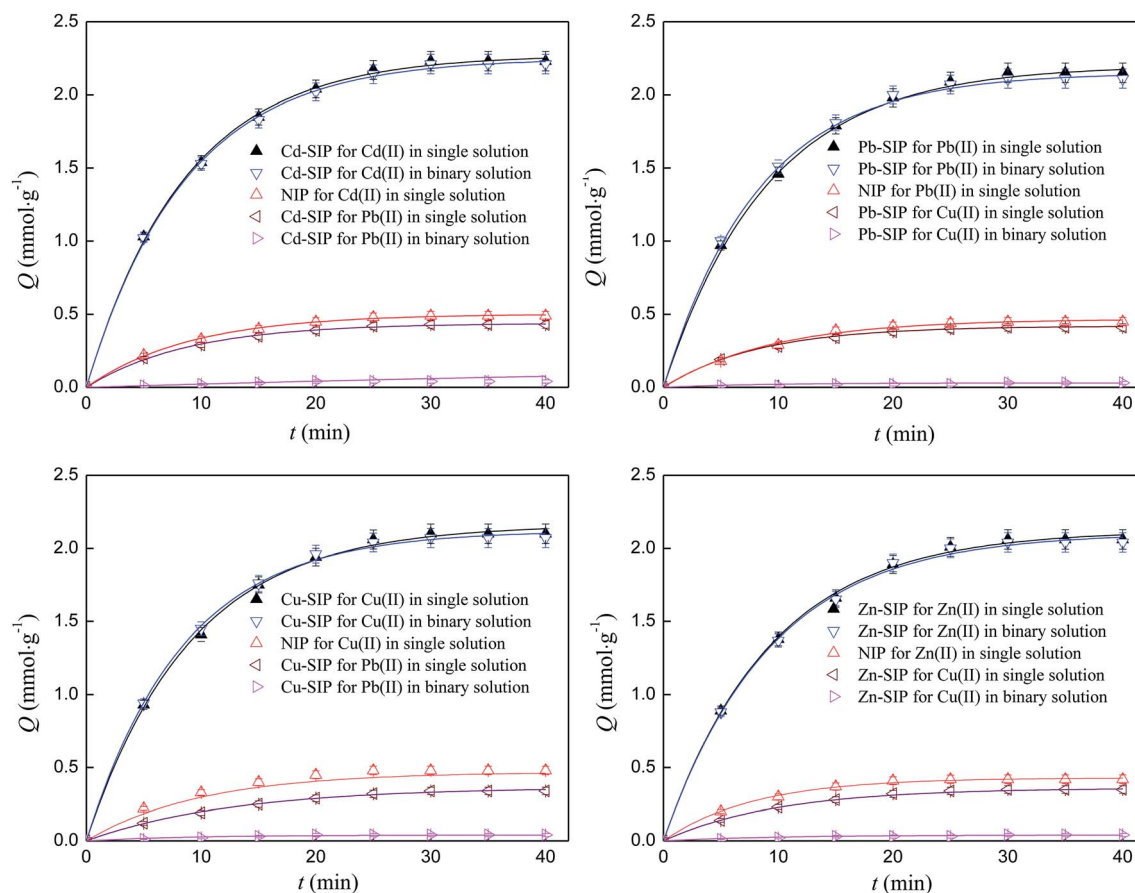 2.5
2.0
1.5
1.0
0.5
0.0
Q (mmol·g⁻¹)
Cd-SIP for Cd(II) in single solution
Cd-SIP for Cd(II) in binary solution
NIP for Cd(II) in single solution
Cd-SIP for Pb(II) in single solution
Cd-SIP for Pb(II) in binary solution
0 10 20 30 40
t (min)
2.5
2.0
1.5
1.0
0.5
0.0
Q (mmol·g⁻¹)
Pb-SIP for Pb(II) in single solution
Pb-SIP for Pb(II) in binary solution
NIP for Pb(II) in single solution
Pb-SIP for Cu(II) in single solution
Pb-SIP for Cu(II) in binary solution
0 10 20 30 40
t (min)
2.5
2.0
1.5
1.0
0.5
0.0
Q (mmol·g⁻¹)
Cu-SIP for Cu(II) in single solution
Cu-SIP for Cu(II) in binary solution
NIP for Cu(II) in single solution
Cu-SIP for Pb(II) in single solution
Cu-SIP for Pb(II) in binary solution
0 10 20 30 40
t (min)
2.5
2.0
1.5
1.0
0.5
0.0
Q (mmol·g⁻¹)
Zn-SIP for Zn(II) in single solution
Zn-SIP for Zn(II) in binary solution
NIP for Zn(II) in single solution
Zn-SIP for Cu(II) in single solution
Zn-SIP for Cu(II) in binary solution
0 10 20 30 40
t (min)